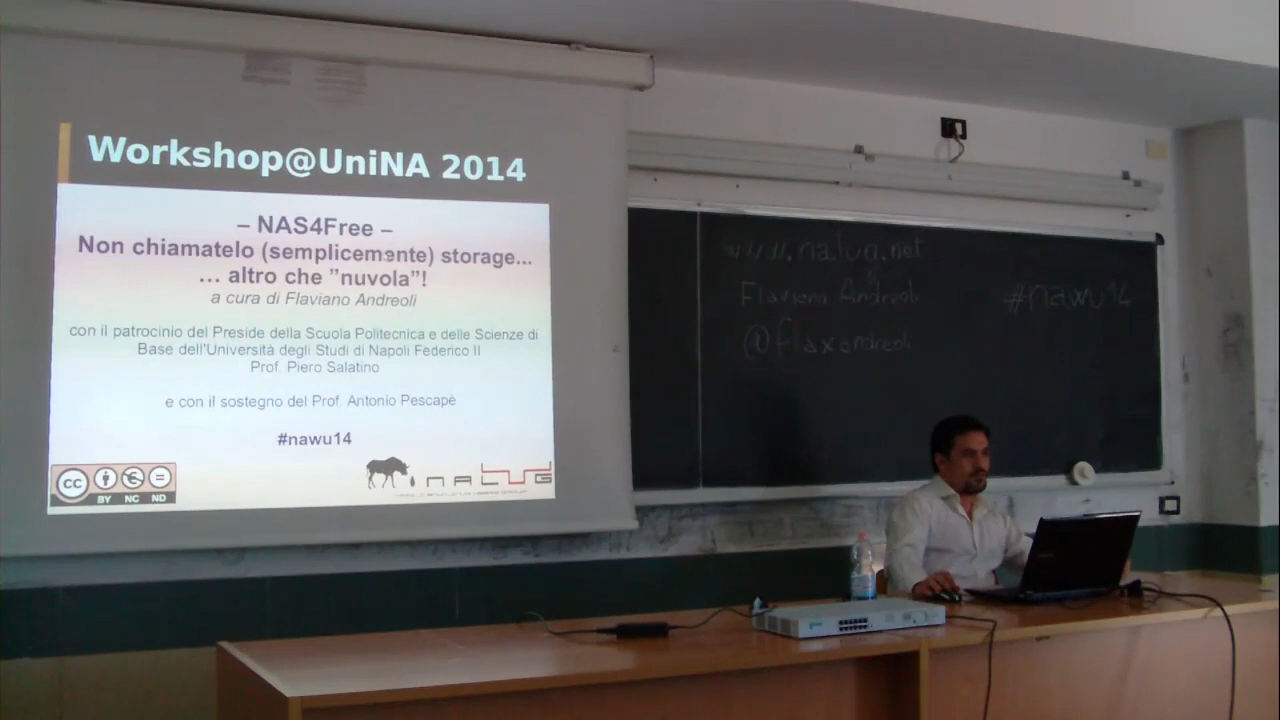 Workshop@UniNA 2014
– NAS4Free –
Non chiamatelo (semplicemente) storage...
... altro che "nuvola"!
a cura di Flaviano Andreoli
con il patrocinio del Preside della Scuola Politecnica e delle Scienze di
Base dell'Università degli Studi di Napoli Federico II
Prof. Piero Salatino
e con il sostegno del Prof. Antonio Pescapè
#nawu14
cc
BY NC ND
NALUG
www.nalug.net
Flaviano Andreoli
@flaxandreoli
#nawu14